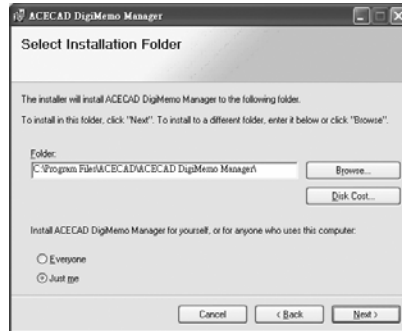 ACECAD DigiMemo Manager
Select Installation Folder
The installer will install ACECAD DigiMemo Manager to the following folder.
To install in this folder, click "Next". To install to a different folder, enter it below or click "Browse".
Folder:
C:\Program Files\ACECAD\ACECAD DigiMemo Manager\
Browse...
Disk Cost...
Install ACECAD DigiMemo Manager for yourself, or for anyone who uses this computer:
Everyone
Just me
Cancel
< Back
Next >